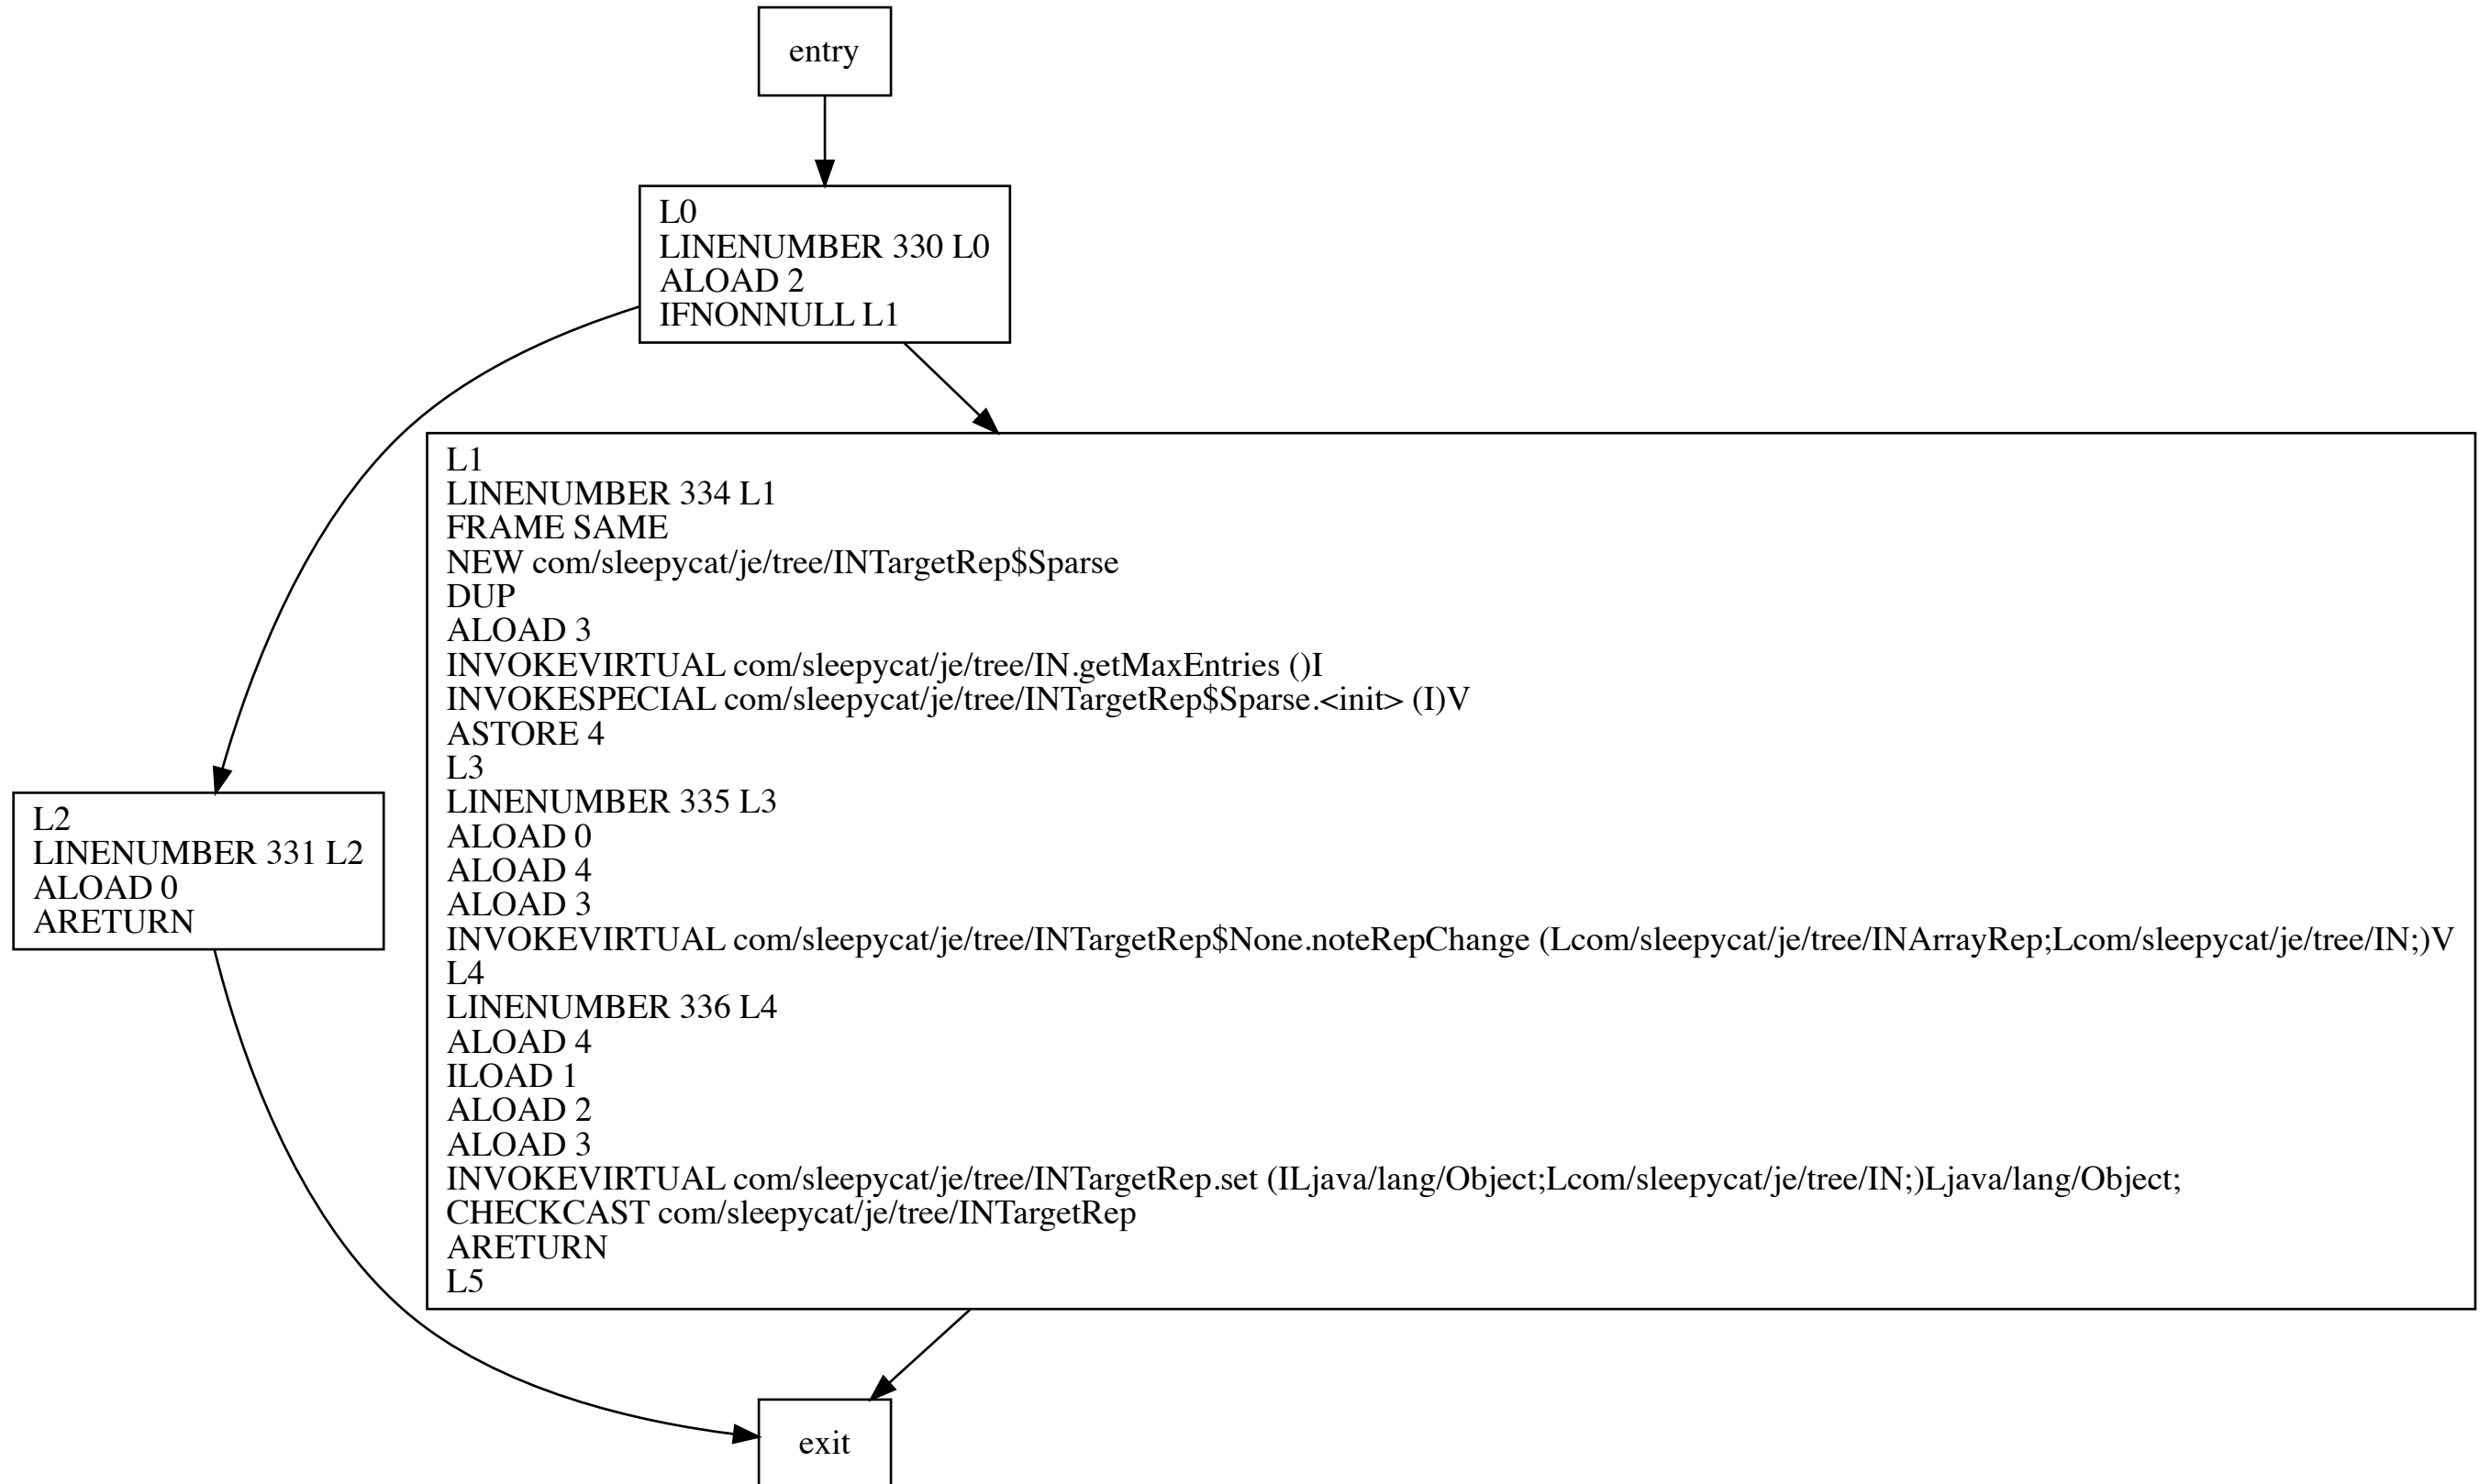 entry
L0
LINENUMBER 330 L0
ALOAD 2
IFNONNULL L1
L1
LINENUMBER 334 L1
FRAME SAME
NEW com/sleepycat/je/tree/INTargetRep$Sparse
DUP
ALOAD 3
INVOKEVIRTUAL com/sleepycat/je/tree/IN.getMaxEntries ()I
INVOKESPECIAL com/sleepycat/je/tree/INTargetRep$Sparse.<init> (I)V
ASTORE 4
L3
LINENUMBER 335 L3
ALOAD 0
ALOAD 4
ALOAD 3
INVOKEVIRTUAL com/sleepycat/je/tree/INTargetRep$None.noteRepChange (Lcom/sleepycat/je/tree/INArrayRep;Lcom/sleepycat/je/tree/IN;)V
L4
LINENUMBER 336 L4
ALOAD 4
ILOAD 1
ALOAD 2
ALOAD 3
INVOKEVIRTUAL com/sleepycat/je/tree/INTargetRep.set (ILjava/lang/Object;Lcom/sleepycat/je/tree/IN;)Ljava/lang/Object;
CHECKCAST com/sleepycat/je/tree/INTargetRep
ARETURN
L5
L2
LINENUMBER 331 L2
ALOAD 0
ARETURN
exit